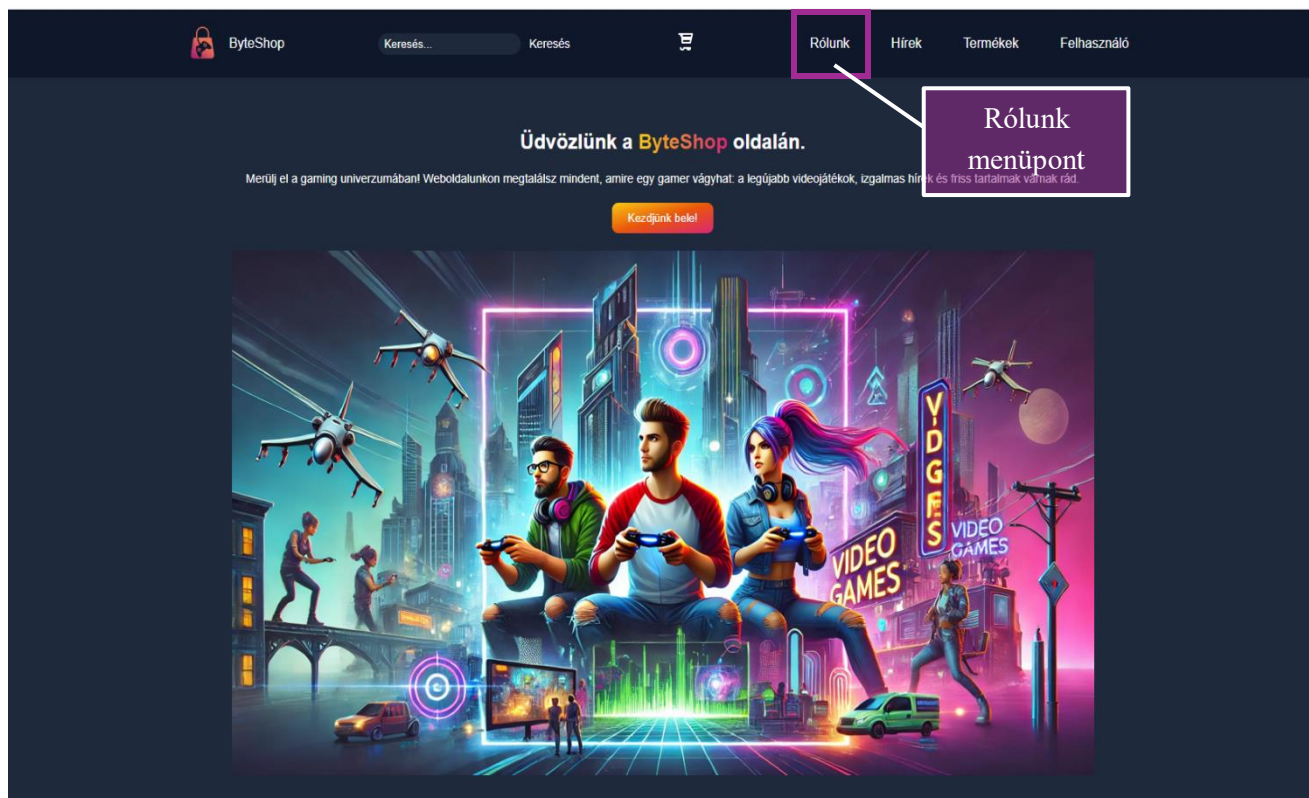 ByteShop
Keresés...
Keresés
Rólunk
Hírek
Termékek
Felhasználó
Rólunk
menüpont
Üdvözlünk a ByteShop oldalán.
Merülj el a gaming univerzumában! Weboldalunkon megtalálsz mindent, amire egy gamer vágyhat: a legújabb videojátékok, izgalmas hírek és friss tartalmak várnak rád.
Kezdjünk bele!
VIDGES
VIDEO
GAMES
VIDEO
GAMES